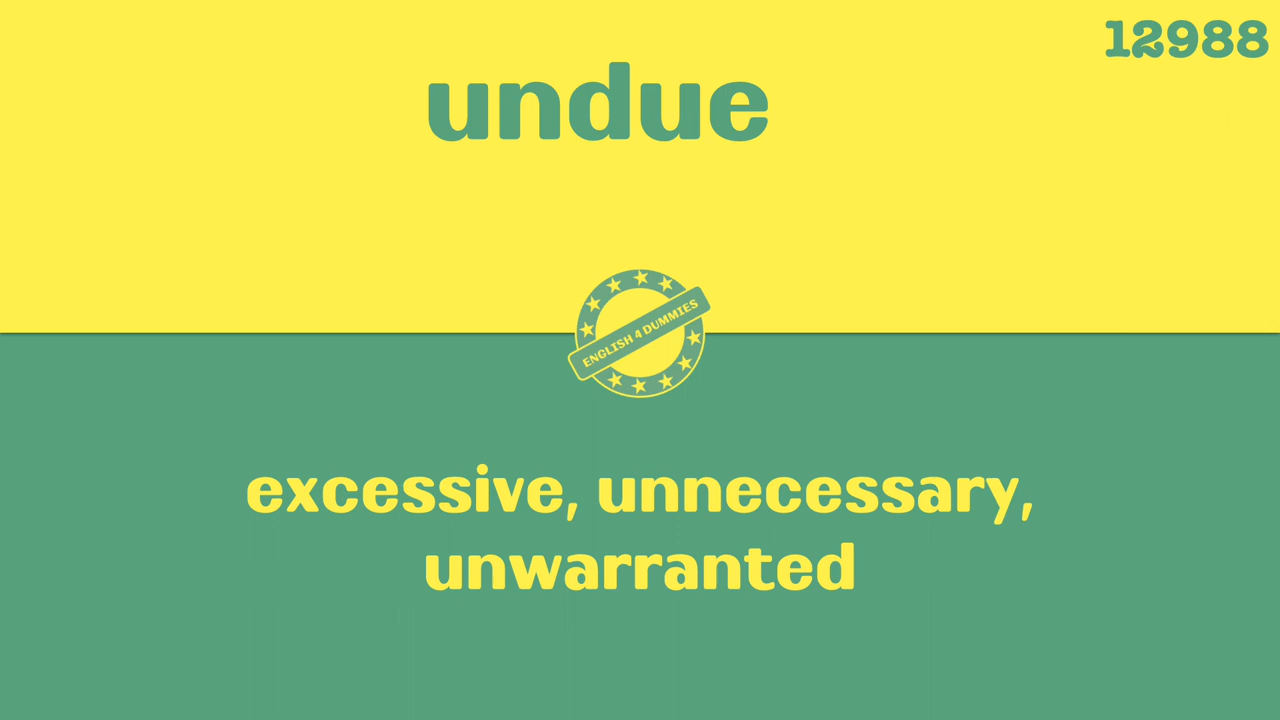 12988
undue
ENGLISH 4 DUMMIES
excessive, unnecessary,
unwarranted